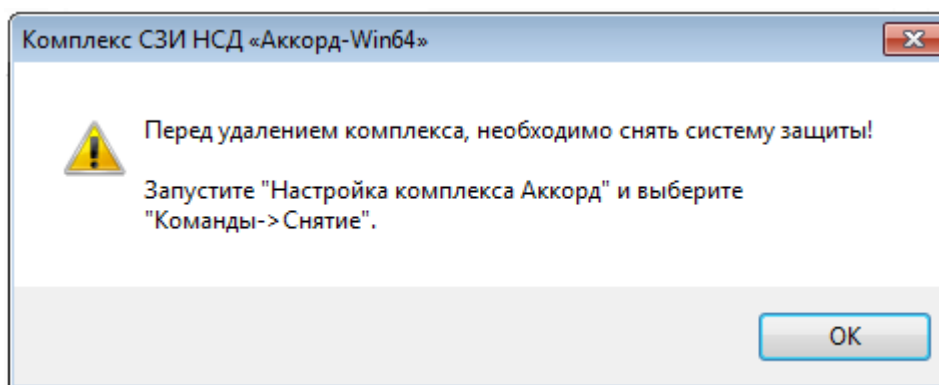 Комплекс СЗИ НСД «Аккорд-Win64»
Перед удалением комплекса, необходимо снять систему защиты!
Запустите "Настройка комплекса Аккорд" и выберите
"Команды->Снятие".
OK